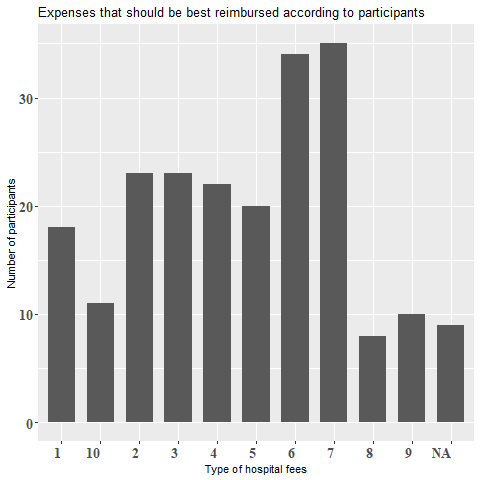 Expenses that should be best reimbursed according to participants
Number of participants
30
20
10
0
1 10 2 3 4 5 6 7 8 9 NA
Type of hospital fees